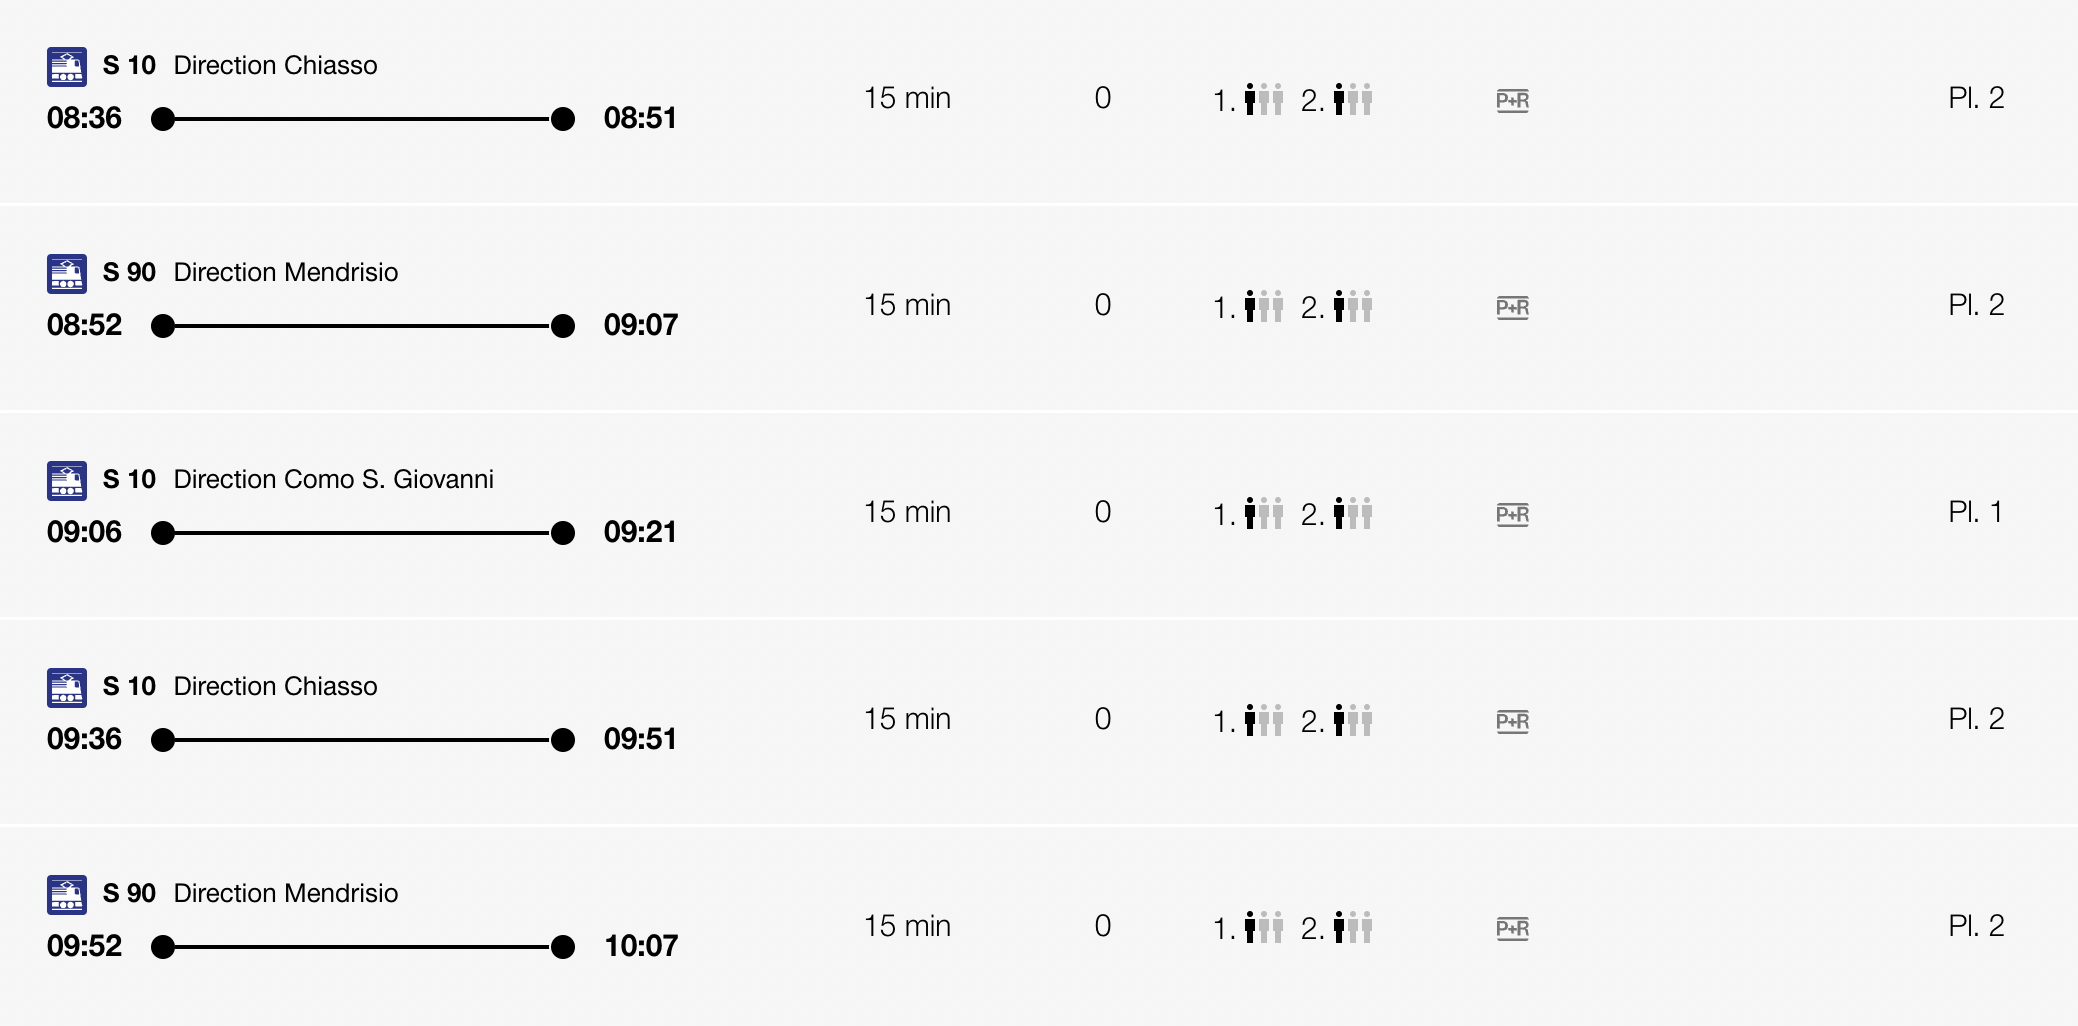 S 10 Direction Chiasso
08:36 08:51 15 min 0 1. 2. P+R Pl. 2
S 90 Direction Mendrisio
08:52 09:07 15 min 0 1. 2. P+R Pl. 2
S 10 Direction Como S. Giovanni
09:06 09:21 15 min 0 1. 2. P+R Pl. 1
S 10 Direction Chiasso
09:36 09:51 15 min 0 1. 2. P+R Pl. 2
S 90 Direction Mendrisio
09:52 10:07 15 min 0 1. 2. P+R Pl. 2